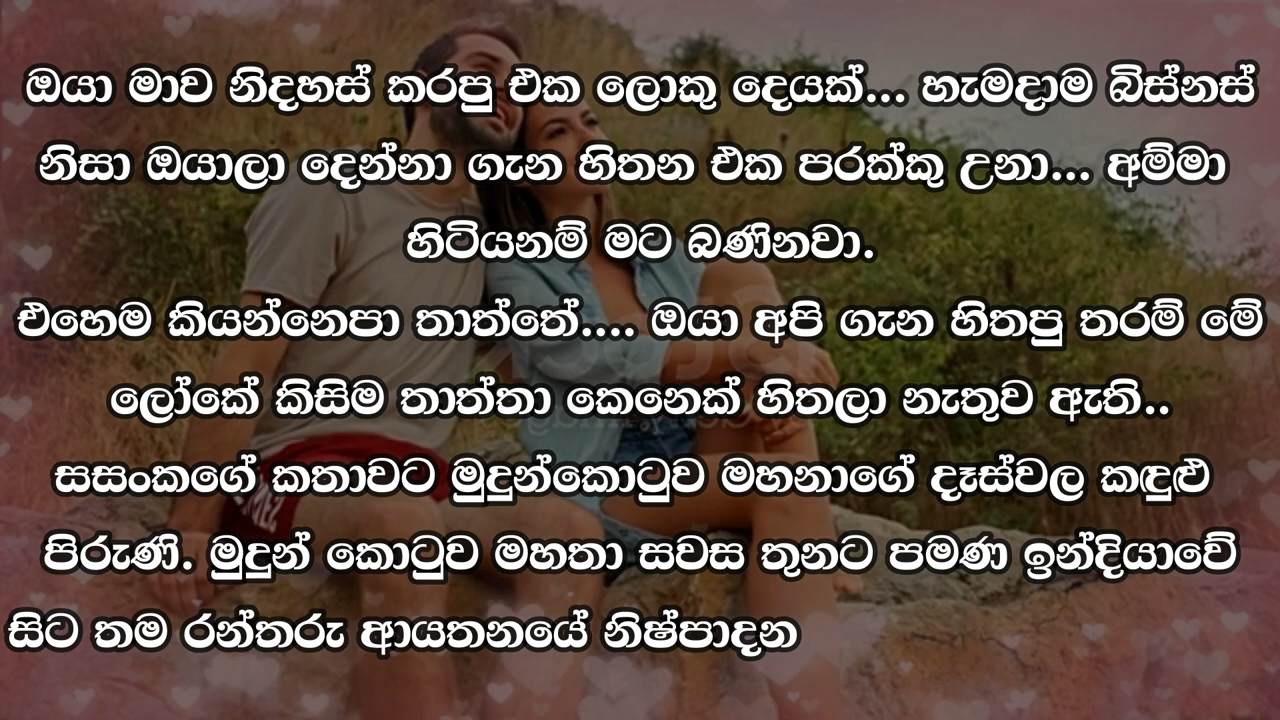 ඔයා මාව නිදහස් කරපු එක ලොකු දෙයක්... හැමදාම බිස්නස්
නිසා ඔයාලා දෙන්නා ගැන හිතන එක පරක්කු උනා... අම්මා
හිටියනම් මට බණිනවා.
එහෙම කියන්නෙපා තාත්තේ.... ඔයා අපි ගැන හිතපු තරම් මේ
ලෝකේ කිසිම තාත්තා කෙනෙක් හිතලා නැතුව ඇති..
සසංකගේ කතාවට මුදුන්කොටුව මහනාගේ දෑස්වල කඳුළු
පිරුණි. මුදුන් කොටුව මහතා සවස තුනට පමණ ඉන්දියාවේ
සිට තම රන්තරු ආයතනයේ නිෂ්පාදන